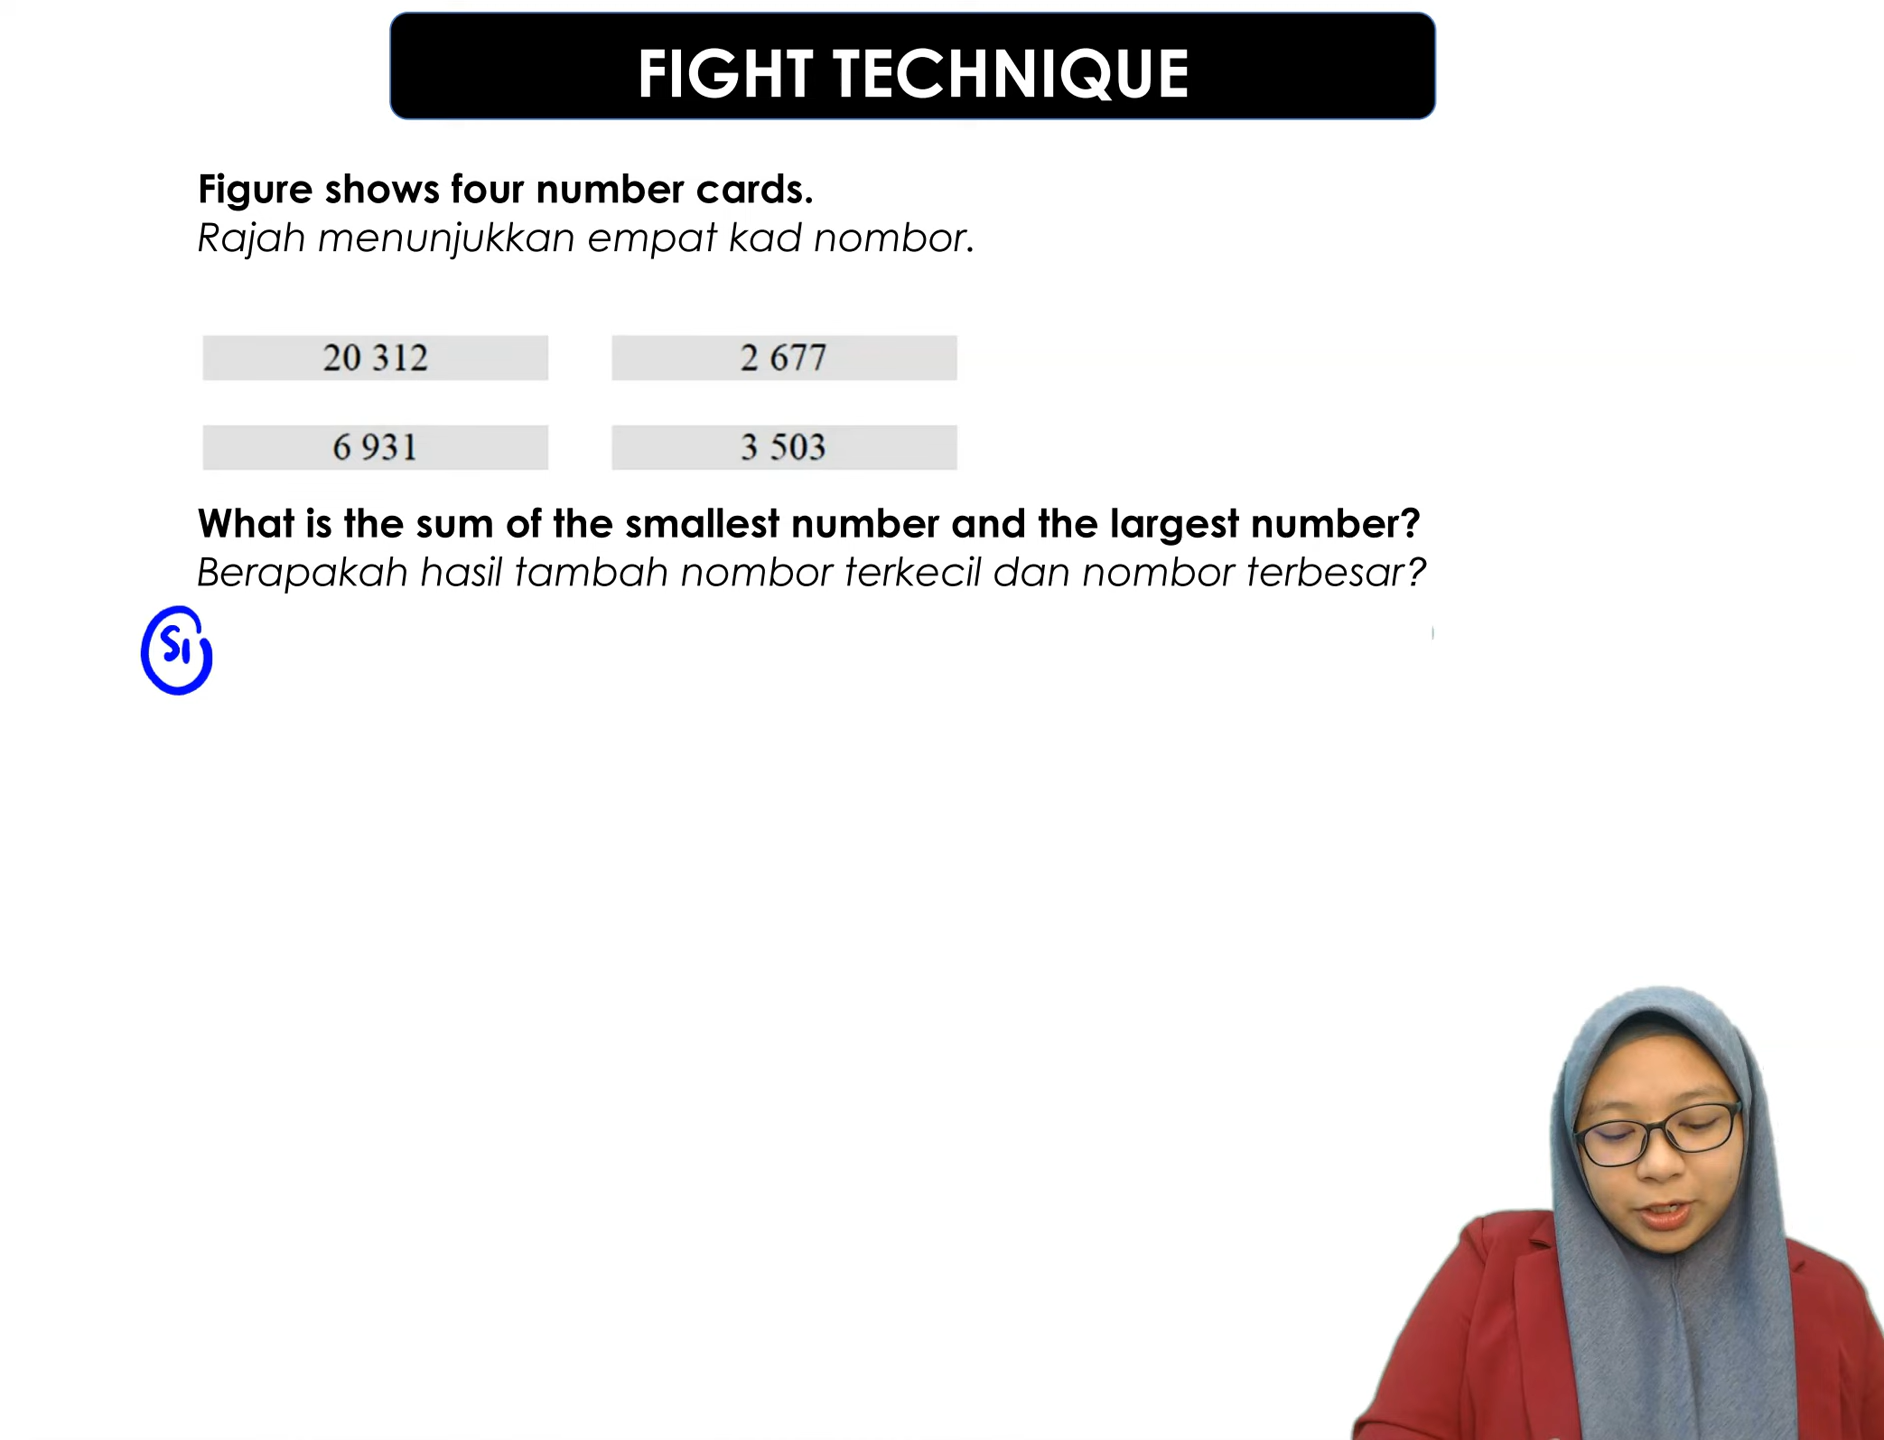 FIGHT TECHNIQUE
Figure shows four number cards.
Rajah menunjukkan empat kad nombor.
20 312 2 677
6 931 3 503
What is the sum of the smallest number and the largest number?
Berapakah hasil tambah nombor terkecil dan nombor terbesar?
S1